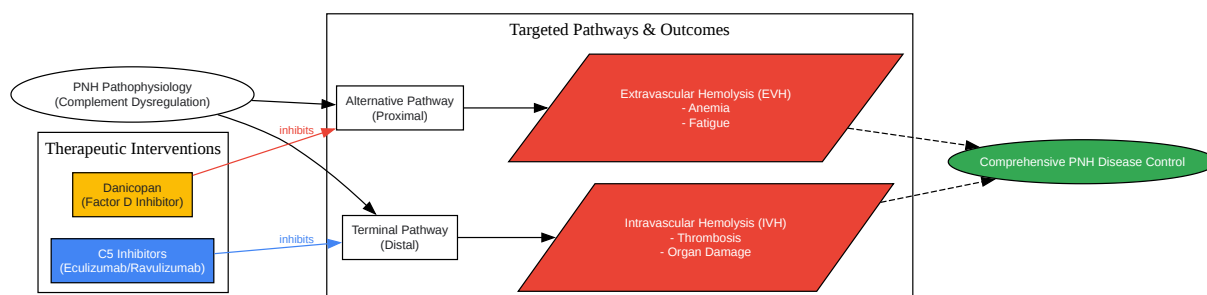 Targeted Pathways & Outcomes
PNH Pathophysiology
(Complement Dysregulation)
Alternative Pathway
(Proximal)
Extravascular Hemolysis (EVH)
- Anemia
- Fatigue
inhibits
Therapeutic Interventions
Danicopan
(Factor D Inhibitor)
Comprehensive PNH Disease Control
Terminal Pathway
(Distal)
Intravascular Hemolysis (IVH)
- Thrombosis
- Organ Damage
inhibits
C5 Inhibitors
(Eculizumab/Ravulizumab)